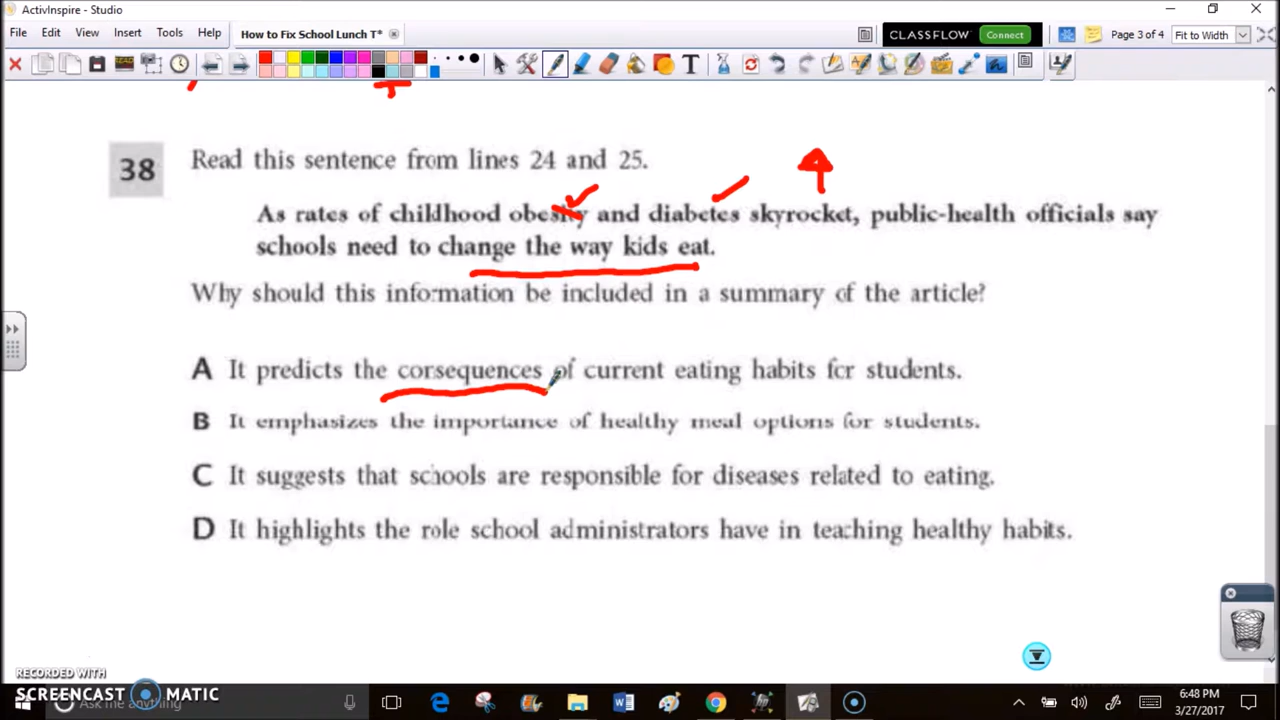 ActivInspire - Studio
File Edit View Insert Tools Help
How to Fix School Lunch T*
CLASSFLOW Connect
Page 3 of 4
Fit to Width
38
Read this sentence from lines 24 and 25.
As rates of childhood obesity and diabetes skyrocket, public-health officials say
schools need to change the way kids eat.
Why should this information be included in a summary of the article?
A It predicts the consequences of current eating habits for students.
B It emphasizes the importance of healthy meal options for students.
C It suggests that schools are responsible for diseases related to eating.
D It highlights the role school administrators have in teaching healthy habits.
RECORDED WITH
SCREENCAST MATIC
Ask me anything
6:48 PM
3/27/2017